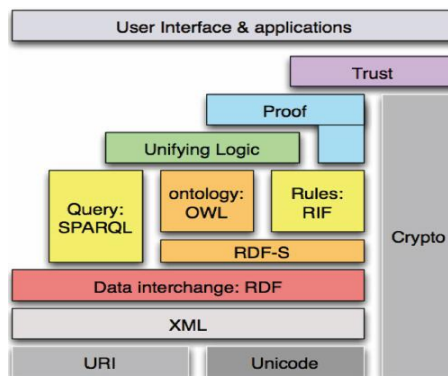 User Interface & applications
Trust
Proof
Unifying Logic
Query:
SPARQL
ontology:
OWL
Rules:
RIF
Crypto
RDF-S
Data interchange: RDF
XML
URI
Unicode